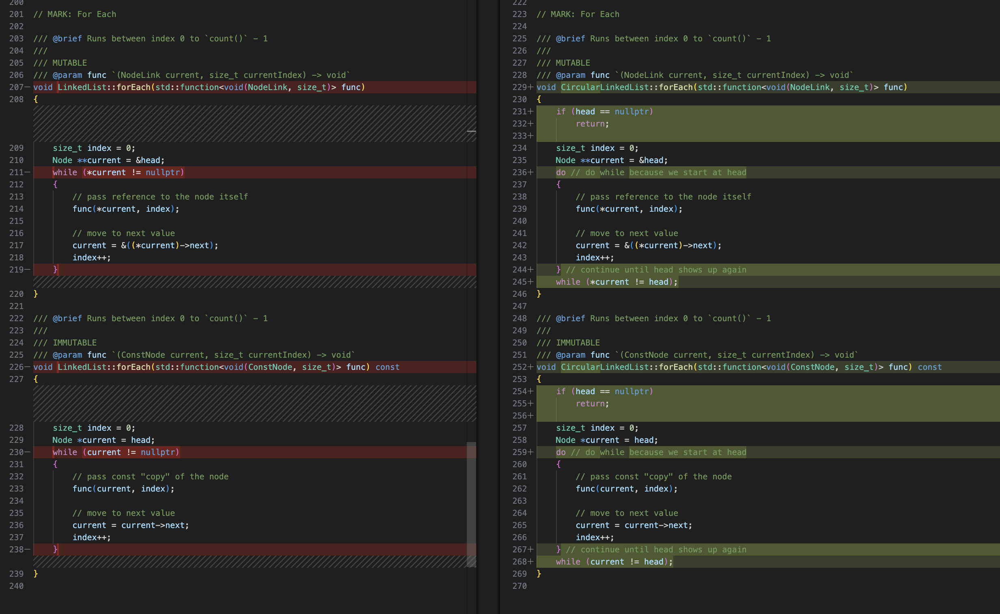 200
201 // MARK: For Each
202
203 /// @brief Runs between index 0 to `count()` - 1
204 ///
205 /// MUTABLE
206 /// @param func `(NodeLink current, size_t currentIndex) -> void`
207— void LinkedList::forEach(std::function<void(NodeLink, size_t)> func)
208 {
209     size_t index = 0;
210     Node **current = &head;
211—     while (*current != nullptr)
212     {
213         // pass reference to the node itself
214         func(*current, index);
215
216         // move to next value
217         current = &((*current)->next);
218         index++;
219—     }
220 }
221
222 /// @brief Runs between index 0 to `count()` - 1
223 ///
224 /// IMMUTABLE
225 /// @param func `(ConstNode current, size_t currentIndex) -> void`
226— void LinkedList::forEach(std::function<void(ConstNode, size_t)> func) const
227 {
228     size_t index = 0;
229     Node *current = head;
230—     while (current != nullptr)
231     {
232         // pass const "copy" of the node
233         func(current, index);
234
235         // move to next value
236         current = current->next;
237         index++;
238—     }
239 }
240
222
223 // MARK: For Each
224
225 /// @brief Runs between index 0 to `count()` - 1
226 ///
227 /// MUTABLE
228 /// @param func `(NodeLink current, size_t currentIndex) -> void`
229+ void CircularLinkedList::forEach(std::function<void(NodeLink, size_t)> func)
230 {
231+     if (head == nullptr)
232+         return;
233+
234     size_t index = 0;
235     Node **current = &head;
236+     do // do while because we start at head
237     {
238         // pass reference to the node itself
239         func(*current, index);
240
241         // move to next value
242         current = &((*current)->next);
243         index++;
244+     } // continue until head shows up again
245+     while (*current != head);
246 }
247
248 /// @brief Runs between index 0 to `count()` - 1
249 ///
250 /// IMMUTABLE
251 /// @param func `(ConstNode current, size_t currentIndex) -> void`
252+ void CircularLinkedList::forEach(std::function<void(ConstNode, size_t)> func) const
253 {
254+     if (head == nullptr)
255+         return;
256+
257     size_t index = 0;
258     Node *current = head;
259+     do // do while because we start at head
260     {
261         // pass const "copy" of the node
262         func(current, index);
263
264         // move to next value
265         current = current->next;
266         index++;
267+     } // continue until head shows up again
268+     while (current != head);
269 }
270